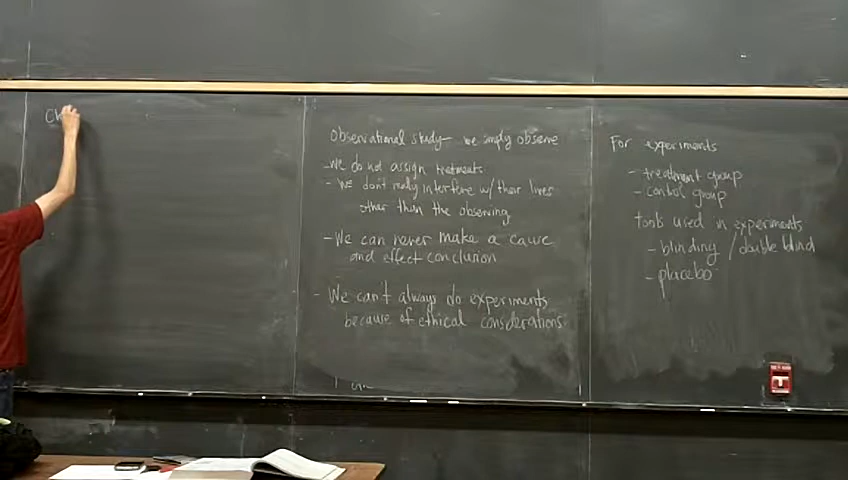 Ch
Observational study - we simply observe
- We do not assign tretments
- We don't really interfere w/ their lives
other than the observing
- We can never make a cause
and effect conclusion
- We can't always do experiments
because of ethical considerations
For experiments
- treatment group
- control group
tools used in experiments
- blinding / double blind
- placebo